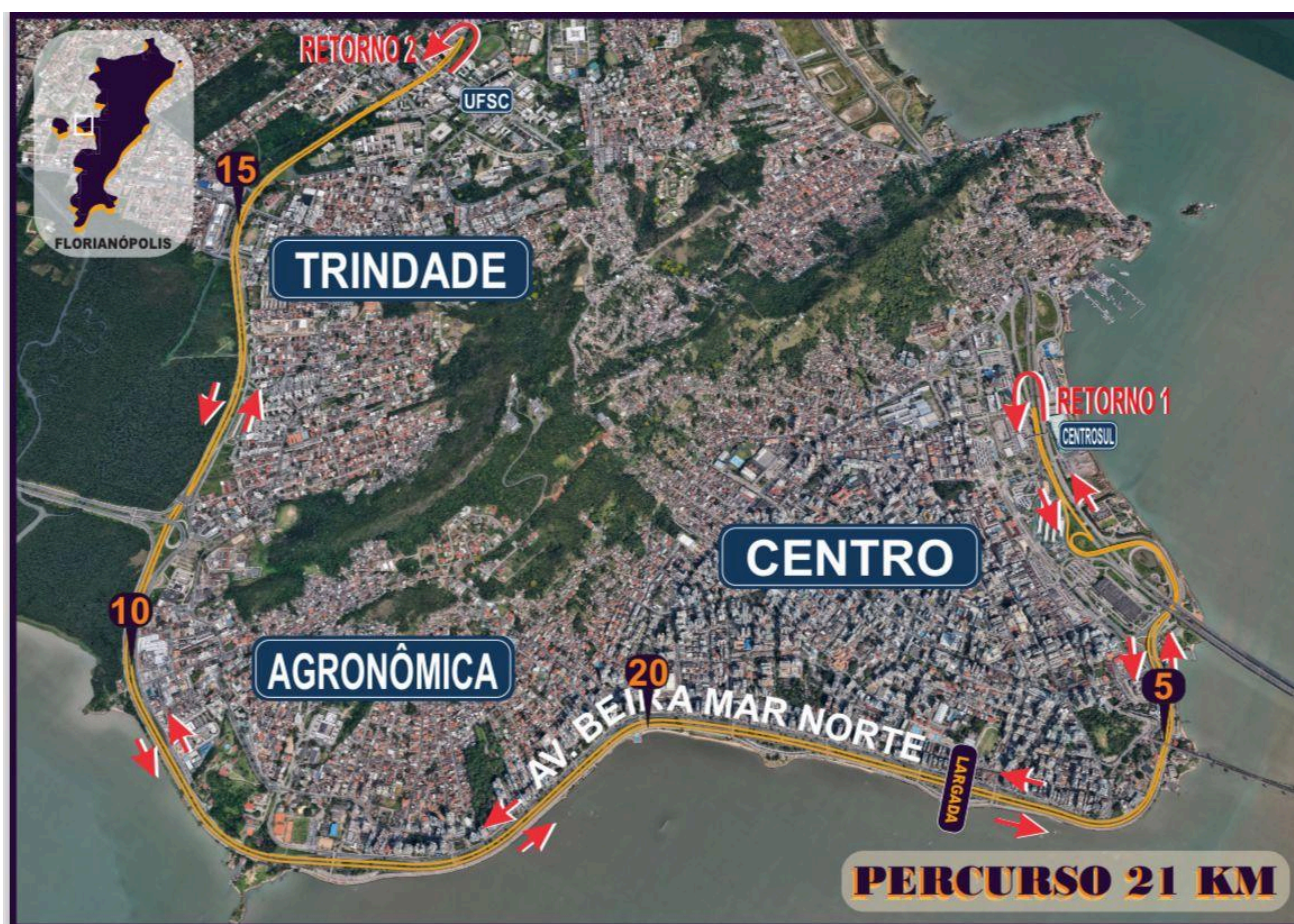 RETORNO 2
UFSC
15
FLORIANÓPOLIS
TRINDADE
RETORNO 1
CENTROSUL
CENTRO
10
AGRONÔMICA
20
5
AV. BEIRA MAR NORTE
LARGADA
PERCURSO 21 KM